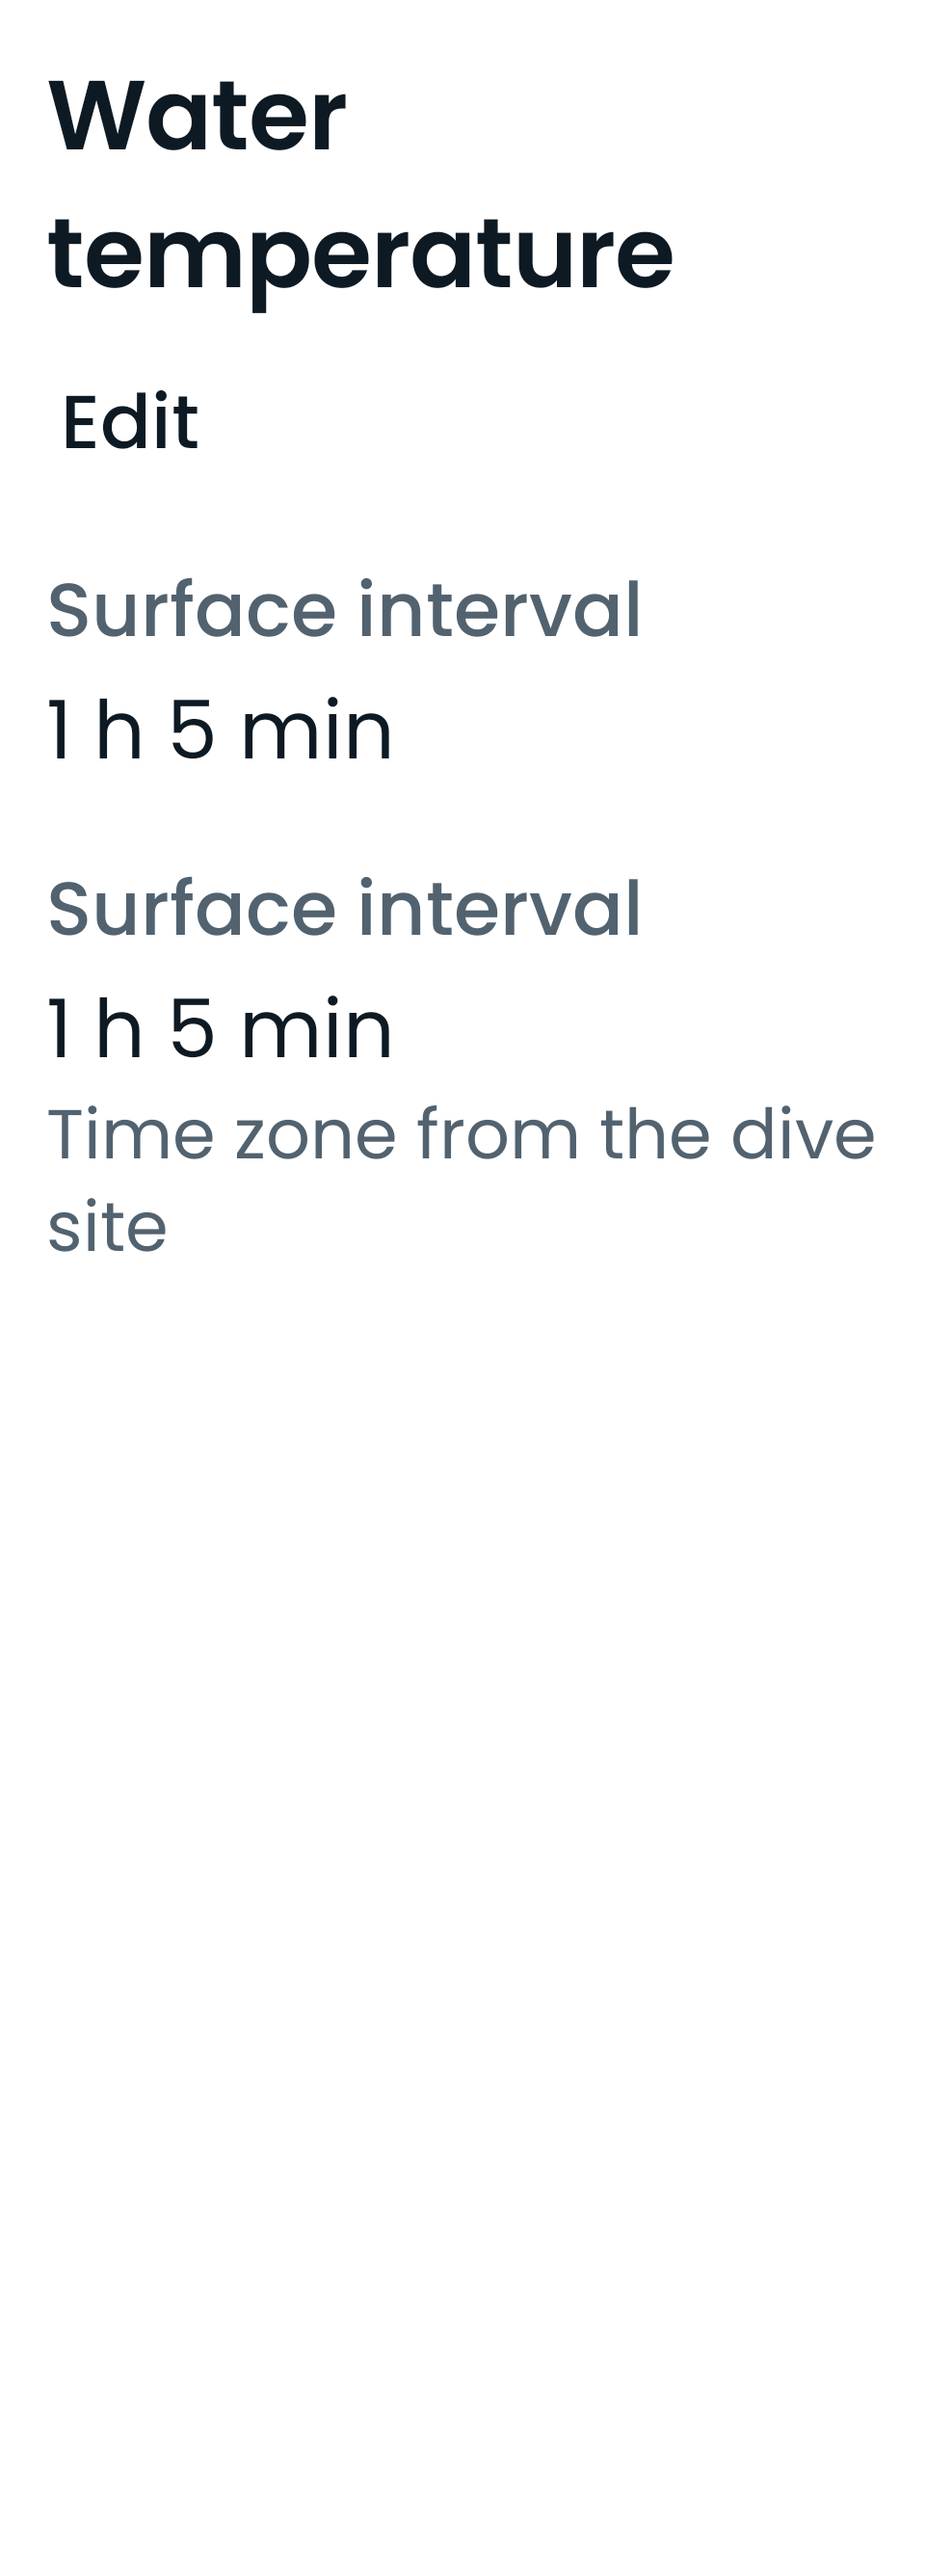 Water
temperature
Edit
Surface interval
1 h 5 min
Surface interval
1 h 5 min
Time zone from the dive
site